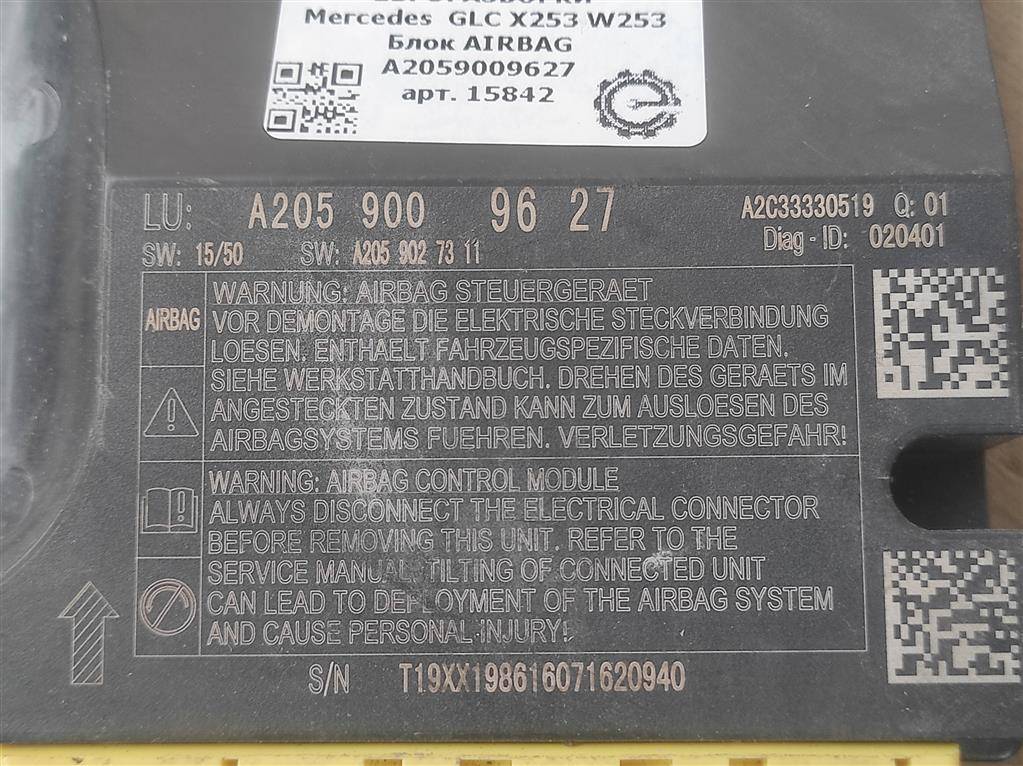 Mercedes GLC X253 W253
Блок AIRBAG
A2059009627
арт. 15842
LU: A205 900 96 27
A2C33330519 Q: 01
SW: 15/50 SW: A205 902 73 11
Diag - ID: 020401
AIRBAG
WARNUNG: AIRBAG STEUERGERAET
VOR DEMONTAGE DIE ELEKTRISCHE STECKVERBINDUNG
LOESEN. ENTHAELT FAHRZEUGSPEZIFISCHE DATEN.
SIEHE WERKSTATTHANDBUCH. DREHEN DES GERAETS IM
ANGESTECKTEN ZUSTAND KANN ZUM AUSLOESEN DES
AIRBAGSYSTEMS FUEHREN. VERLETZUNGSGEFAHR!
WARNING: AIRBAG CONTROL MODULE
ALWAYS DISCONNECT THE ELECTRICAL CONNECTOR
BEFORE REMOVING THIS UNIT. REFER TO THE
SERVICE MANUAL. TILTING OF CONNECTED UNIT
CAN LEAD TO DEPLOYMENT OF THE AIRBAG SYSTEM
AND CAUSE PERSONAL INJURY!
S/N T19XX198616071620940